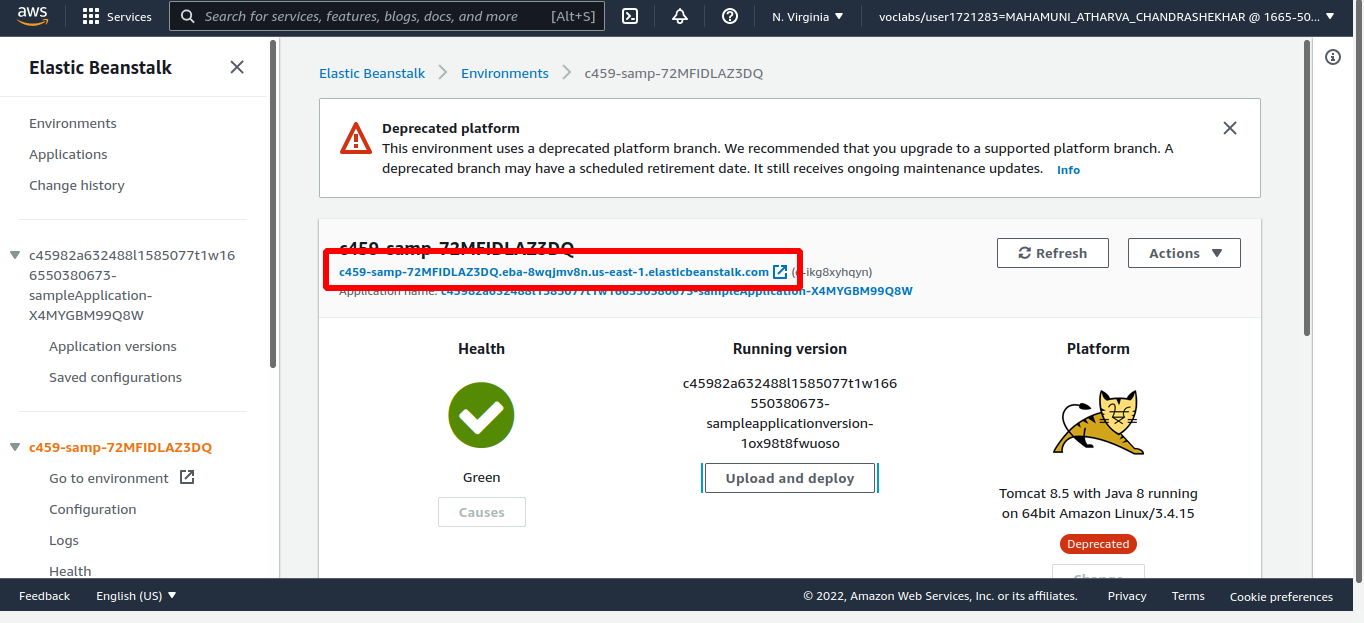 aws
Services
Search for services, features, blogs, docs, and more [Alt+S]
N. Virginia ▼
voclabs/user1721283=MAHAMUNI_ATHARVA_CHANDRASHEKHAR @ 1665-50... ▼
Elastic Beanstalk
Environments
Applications
Change history
c45982a632488l1585077t1w16
6550380673-
sampleApplication-
X4MYGBM99Q8W
Application versions
Saved configurations
c459-samp-72MFIDLAZ3DQ
Go to environment
Configuration
Logs
Health
Elastic Beanstalk > Environments > c459-samp-72MFIDLAZ3DQ
Deprecated platform
This environment uses a deprecated platform branch. We recommended that you upgrade to a supported platform branch. A
deprecated branch may have a scheduled retirement date. It still receives ongoing maintenance updates. Info
c459-samp-72MFIDLAZ3DQ
c459-samp-72MFIDLAZ3DQ.eba-8wqjmv8n.us-east-1.elasticbeanstalk.com (e-ikg8xyhqyn)
Application name: c45982a632488l1585077t1w166550380673-sampleApplication-X4MYGBM99Q8W
Refresh
Actions ▼
Health
Green
Causes
Running version
c45982a632488l1585077t1w166
550380673-
sampleapplicationversion-
1ox98t8fwuoso
Upload and deploy
Platform
Tomcat 8.5 with Java 8 running
on 64bit Amazon Linux/3.4.15
Deprecated
Change
Feedback
English (US) ▼
© 2022, Amazon Web Services, Inc. or its affiliates.
Privacy
Terms
Cookie preferences